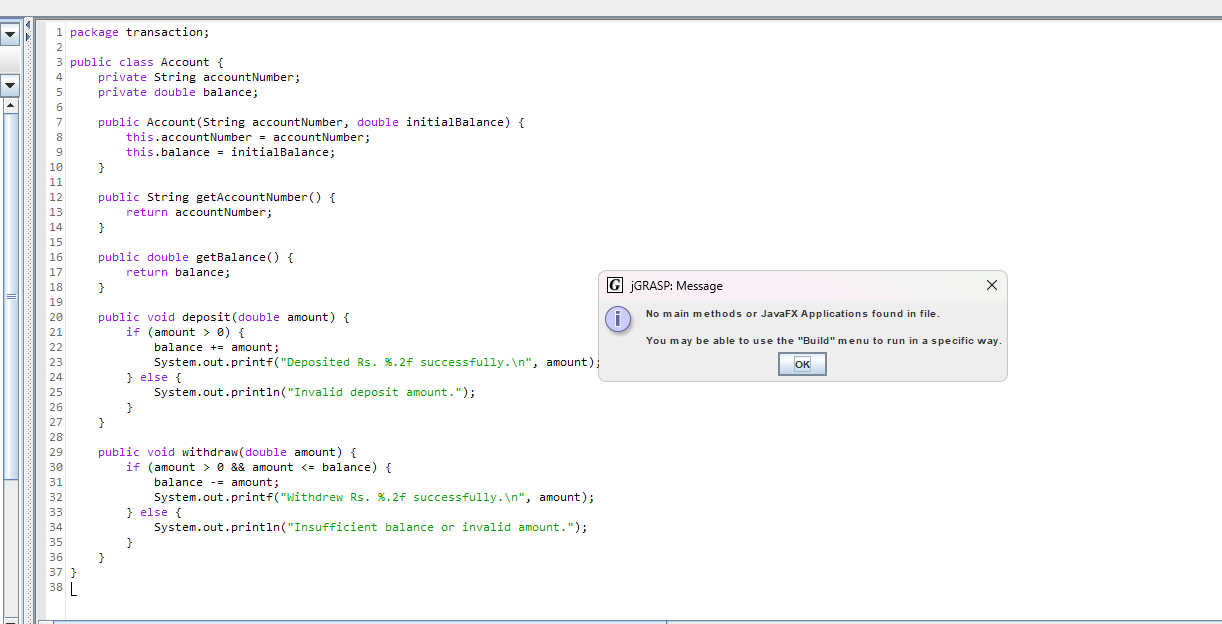 1 package transaction;
2
3 public class Account {
4     private String accountNumber;
5     private double balance;
6
7     public Account(String accountNumber, double initialBalance) {
8         this.accountNumber = accountNumber;
9         this.balance = initialBalance;
10     }
11
12     public String getAccountNumber() {
13         return accountNumber;
14     }
15
16     public double getBalance() {
17         return balance;
18     }
19
20     public void deposit(double amount) {
21         if (amount > 0) {
22             balance += amount;
23             System.out.printf("Deposited Rs. %.2f successfully.\n", amount);
24         } else {
25             System.out.println("Invalid deposit amount.");
26         }
27     }
28
29     public void withdraw(double amount) {
30         if (amount > 0 && amount <= balance) {
31             balance -= amount;
32             System.out.printf("Withdrew Rs. %.2f successfully.\n", amount);
33         } else {
34             System.out.println("Insufficient balance or invalid amount.");
35         }
36     }
37 }
38
G jGRASP: Message
No main methods or JavaFX Applications found in file.
You may be able to use the "Build" menu to run in a specific way.
OK